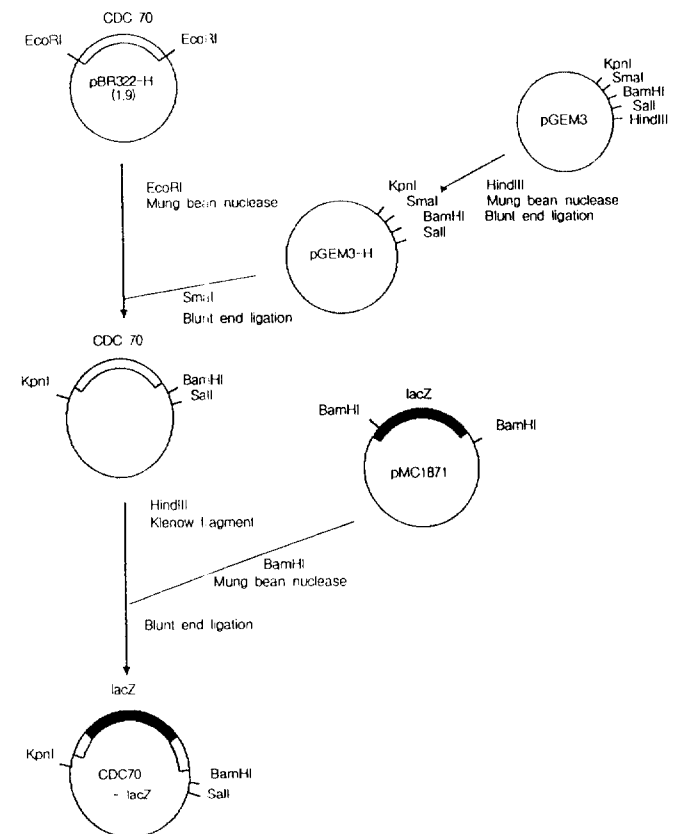 CDC 70
EcoRI
EcoRI
pBR322-H
(1.9)
KpnI
SmaI
BamHI
SalI
HindIII
pGEM3
EcoRI
Mung bean nuclease
HindIII
Mung bean nuclease
Blunt end ligation
KpnI
SmaI
BamHI
SalI
pGEM3-H
SmaI
Blunt end ligation
CDC 70
KpnI
BamHI
SalI
lacZ
BamHI
BamHI
pMC1871
HindIII
Klenow fragment
BamHI
Mung bean nuclease
Blunt end ligation
lacZ
KpnI
CDC70
- lacZ
BamHI
SalI